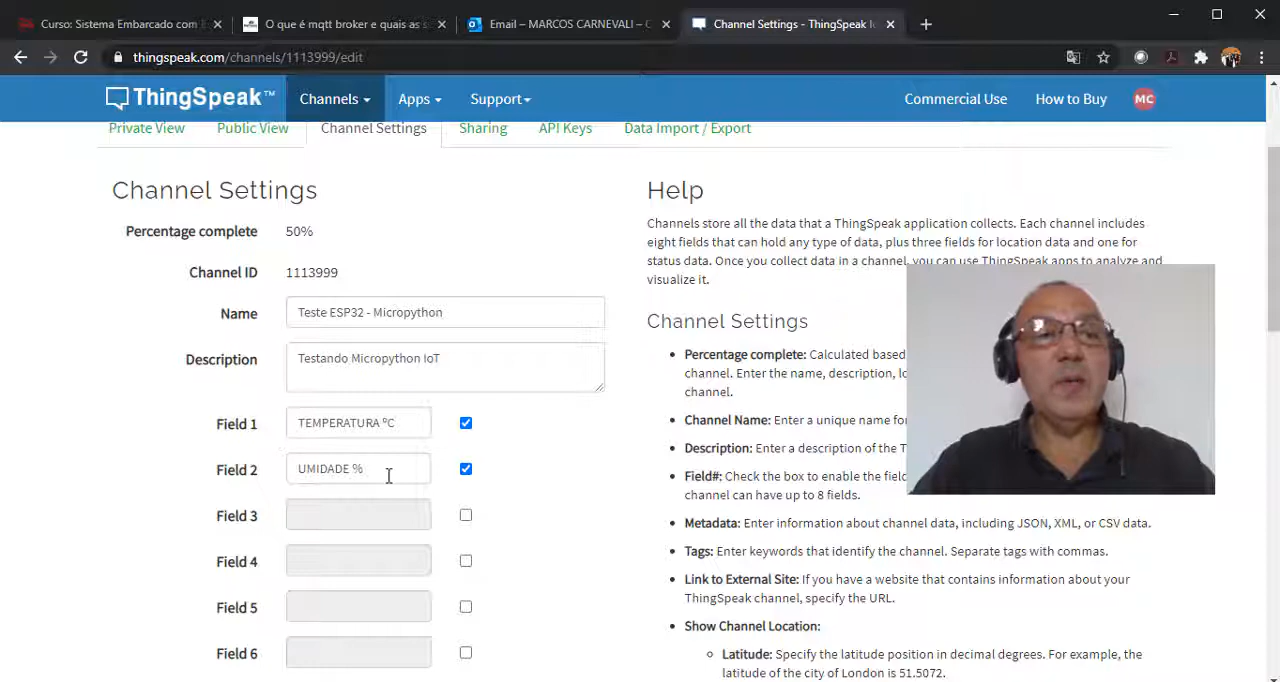 Curso: Sistema Embarcado com
O que é mqtt broker e quais as s
Email – MARCOS CARNEVALI – C
Channel Settings - ThingSpeak Io
thingspeak.com/channels/1113999/edit
ThingSpeak™
Channels
Apps
Support
Commercial Use
How to Buy
MC
Private View
Public View
Channel Settings
Sharing
API Keys
Data Import / Export
Channel Settings
Percentage complete
50%
Channel ID
1113999
Name
Teste ESP32 - Micropython
Description
Testando Micropython IoT
Field 1
TEMPERATURA ºC
Field 2
UMIDADE %
Field 3
Field 4
Field 5
Field 6
Help
Channels store all the data that a ThingSpeak application collects. Each channel includes
eight fields that can hold any type of data, plus three fields for location data and one for
status data. Once you collect data in a channel, you can use ThingSpeak apps to analyze and
visualize it.
Channel Settings
Percentage complete: Calculated based
channel. Enter the name, description, lo
channel.
Channel Name: Enter a unique name for
Description: Enter a description of the T
Field#: Check the box to enable the field
channel can have up to 8 fields.
Metadata: Enter information about channel data, including JSON, XML, or CSV data.
Tags: Enter keywords that identify the channel. Separate tags with commas.
Link to External Site: If you have a website that contains information about your
ThingSpeak channel, specify the URL.
Show Channel Location:
Latitude: Specify the latitude position in decimal degrees. For example, the
latitude of the city of London is 51.5072.